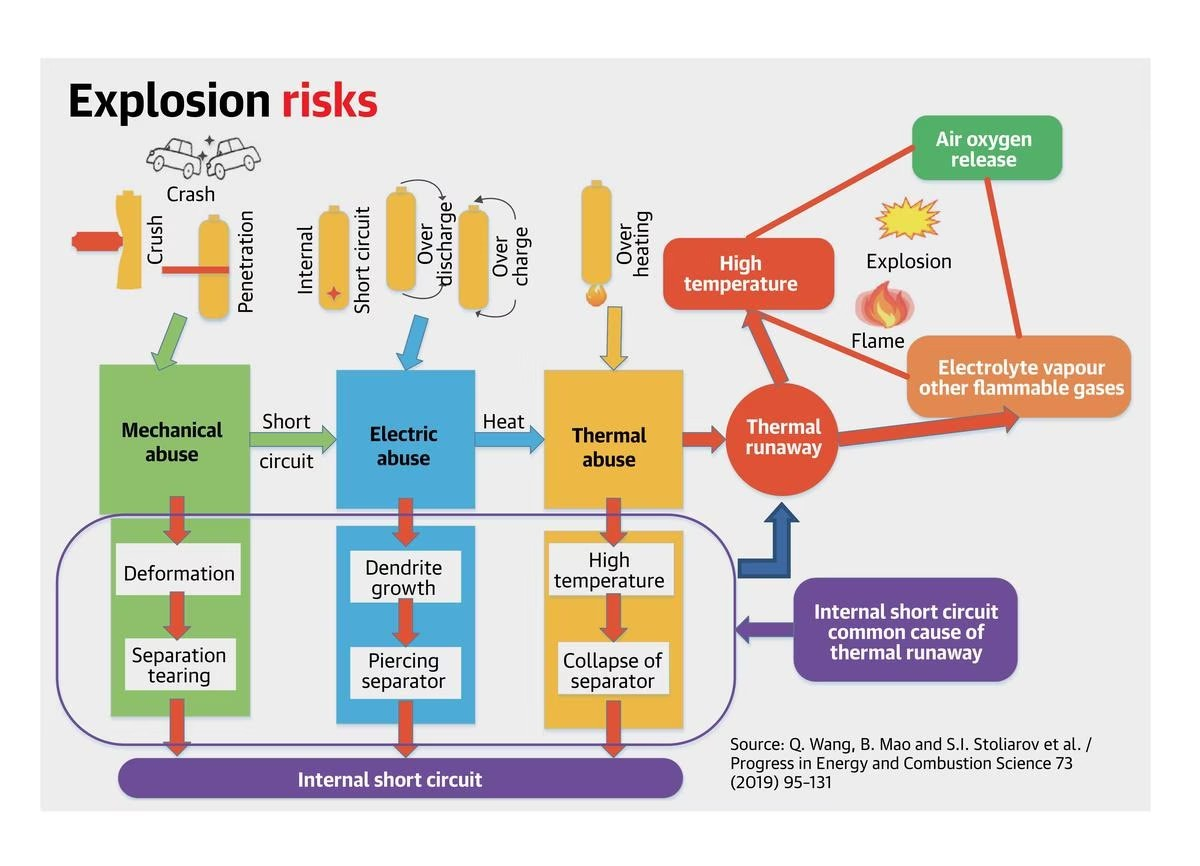 Explosion risks
Crash
Crush
Penetration
Internal
Short circuit
Over
discharge
Over
charge
Over
heating
Air oxygen
release
High
temperature
Explosion
Flame
Electrolyte vapour
other flammable gases
Mechanical
abuse
Short
circuit
Electric
abuse
Heat
Thermal
abuse
Thermal
runaway
Deformation
Separation
tearing
Dendrite
growth
Piercing
separator
High
temperature
Collapse of
separator
Internal short circuit
common cause of
thermal runaway
Internal short circuit
Source: Q. Wang, B. Mao and S.I. Stoliarov et al. /
Progress in Energy and Combustion Science 73
(2019) 95–131